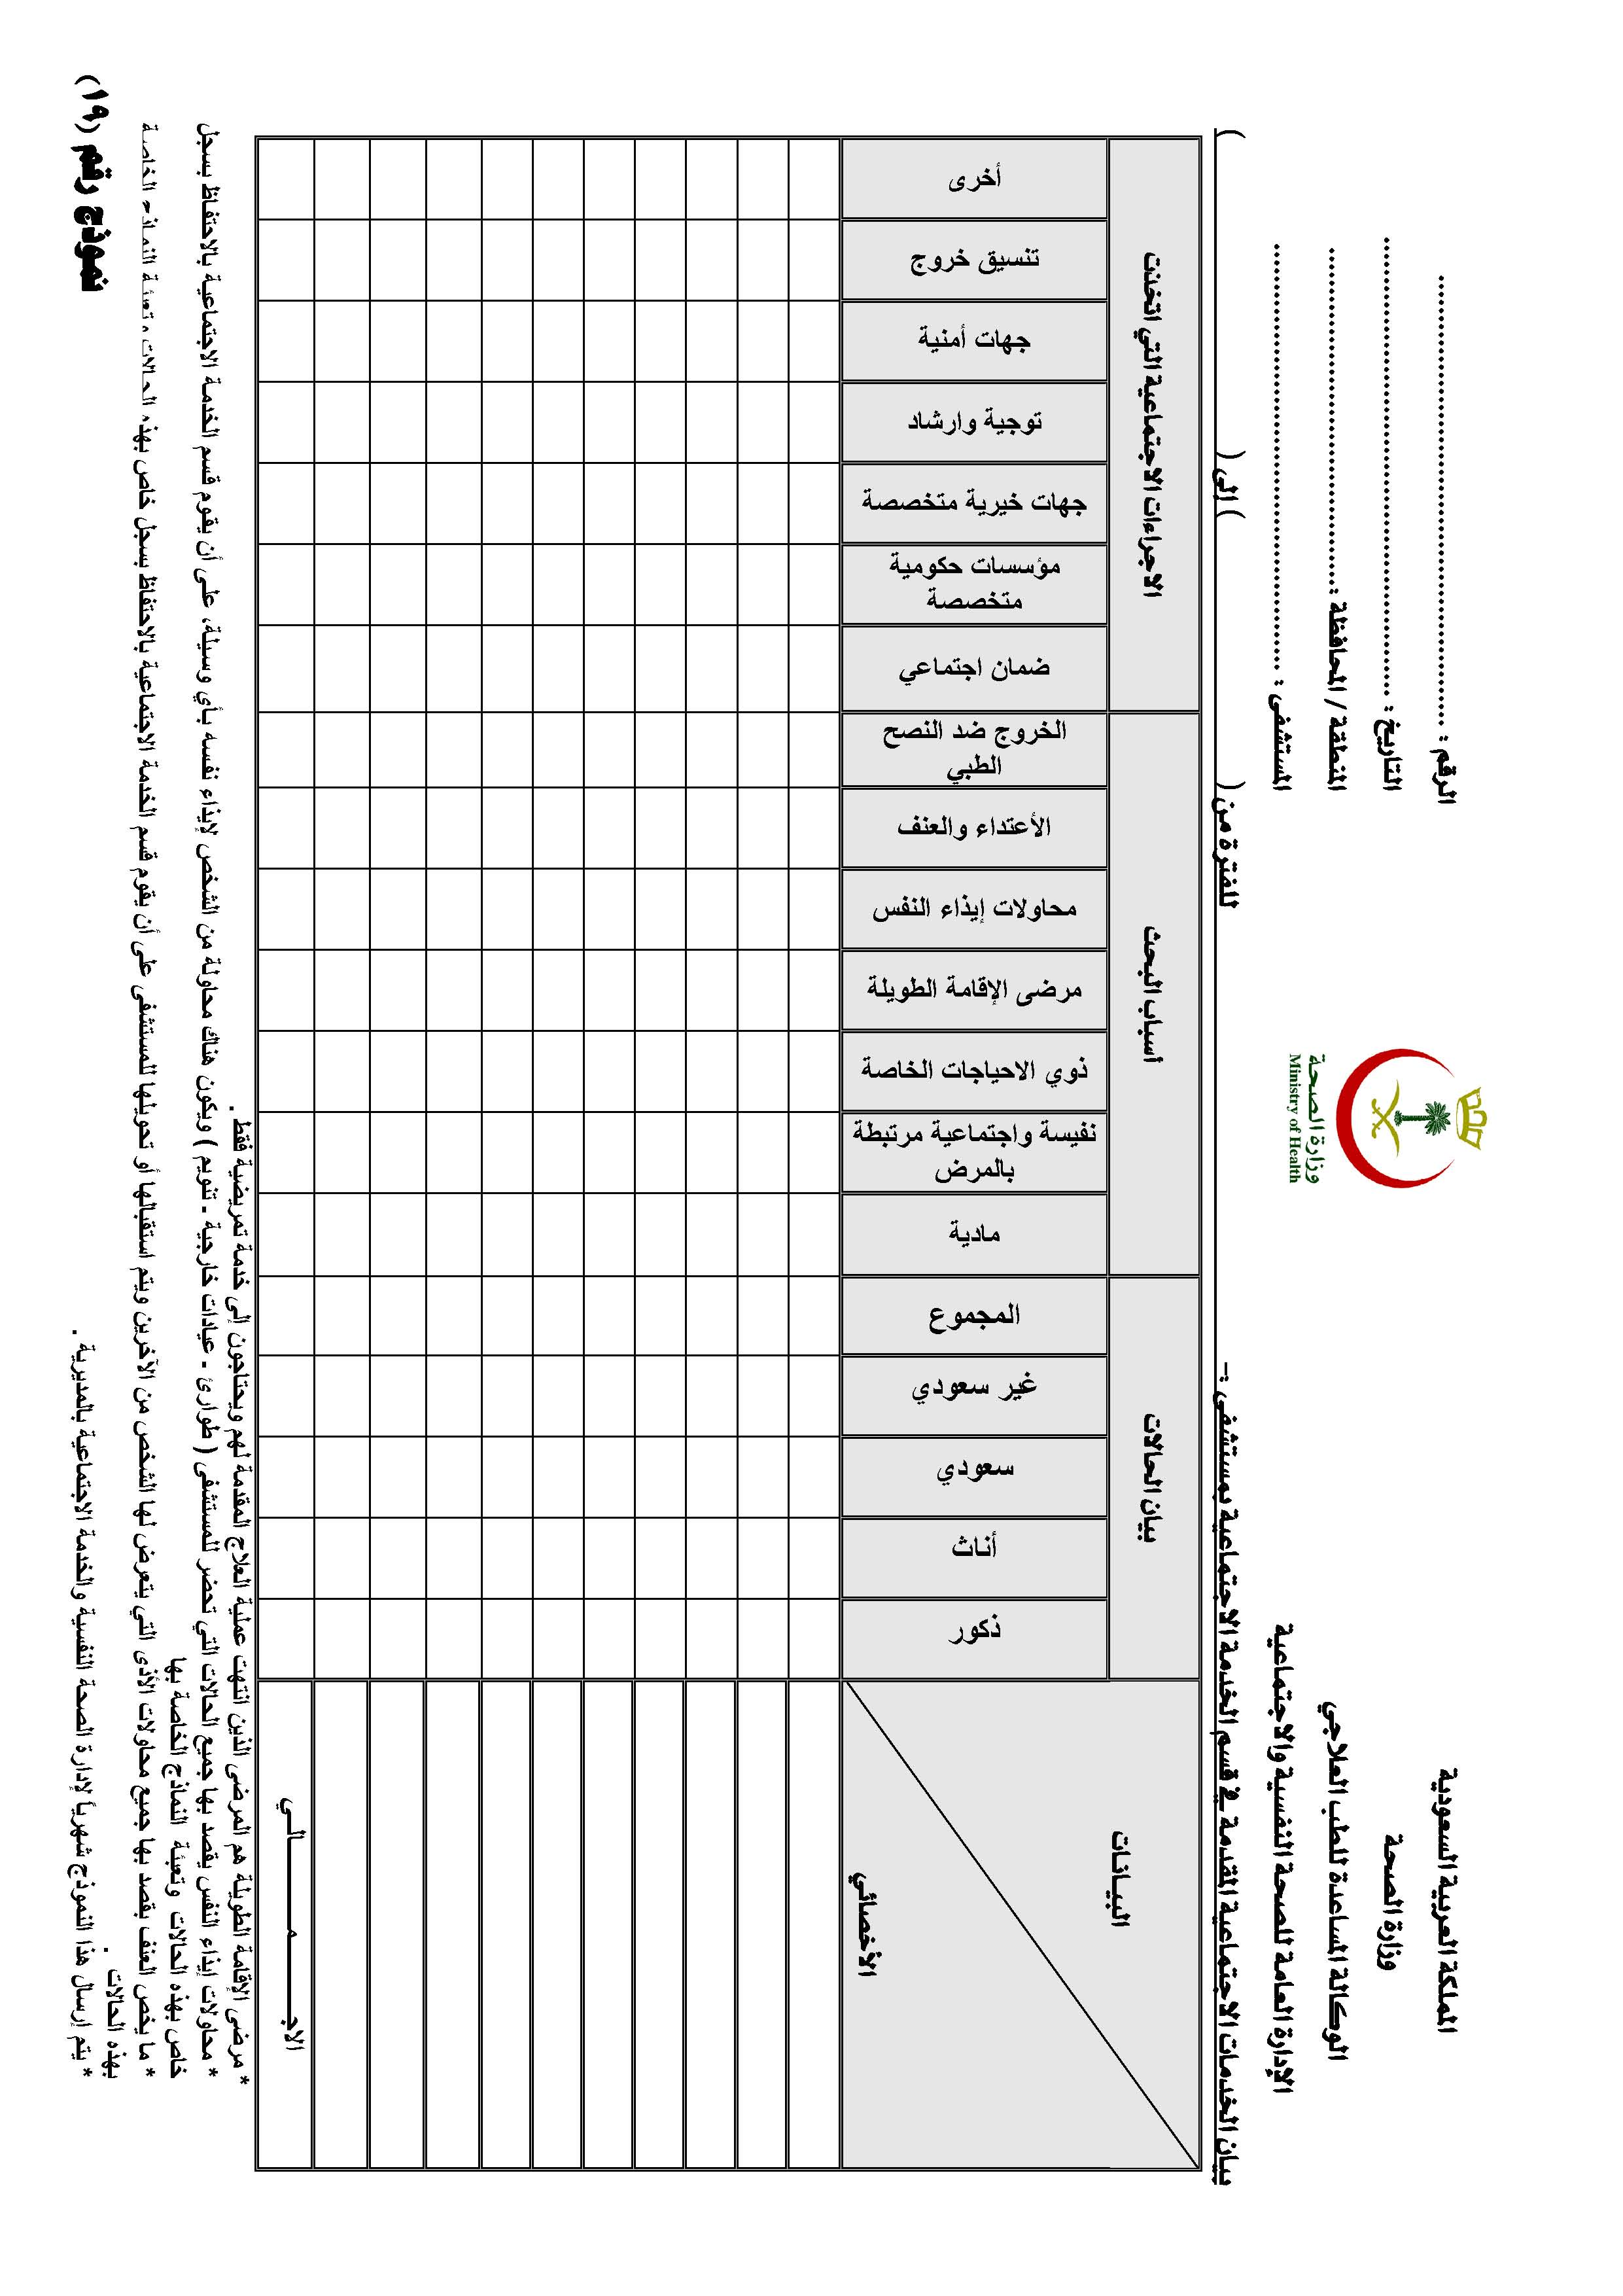 المملكة العربية السعودية
وزارة الصحة
الوكالة المساعدة للطب العلاجي
الإدارة العامة للصحة النفسية والاجتماعية
وزارة الصحة
Ministry of Health
الرقم : ........................................
التاريخ : ........................................
المنطقة / المحافظة : ..............................
المستشفى : ........................................
بيان الخدمات الاجتماعية المقدمة في قسم الخدمة الاجتماعية بمستشفى :- للفترة من ( ) الى ( )
البيانات
الأخصائي
بيان الحالات
أسباب البحث
الاجراءات الاجتماعية التي اتخذت
ذكور
أناث
سعودي
غير سعودي
المجموع
مادية
نفيسة واجتماعية مرتبطة
بالمرض
ذوي الاحياجات الخاصة
مرضى الإقامة الطويلة
محاولات إيذاء النفس
الأعتداء والعنف
الخروج ضد النصح
الطبي
ضمان اجتماعي
مؤسسات حكومية
متخصصة
جهات خيرية متخصصة
توجية وارشاد
جهات أمنية
تنسيق خروج
أخرى
الاجـــــمـــــالـي
* مرضى الإقامة الطويلة هم المرضى الذين انتهت عملية العلاج المقدمة لهم ويحتاجون إلى خدمة تمريضية فقط .
* محاولات إيذاء النفس يقصد بها جميع الحالات التي تحضر للمستشفى ( طوارئ ـ عيادات خارجية ـ تنويم ) ويكون هناك محاولة من الشخص لإيذاء نفسه بأي وسيلة، على أن يقوم قسم الخدمة الاجتماعية بالاحتفاظ بسجل
خاص بهذه الحالات وتعبئة النماذج الخاصة بها
* ما يخص العنف يقصد بها جميع محاولات الأذى التي يتعرض لها الشخص من الآخرين ويتم استقبالها أو تحويلها للمستشفى على أن يقوم قسم الخدمة الاجتماعية بالاحتفاظ بسجل خاص بهذه الحالات وتعبئة النماذج الخاصة
بهذه الحالات .
* يتم إرسال هذا النموذج شهرياً لإدارة الصحة النفسية والخدمة الاجتماعية بالمديرية .
نموذج رقم (١٩)